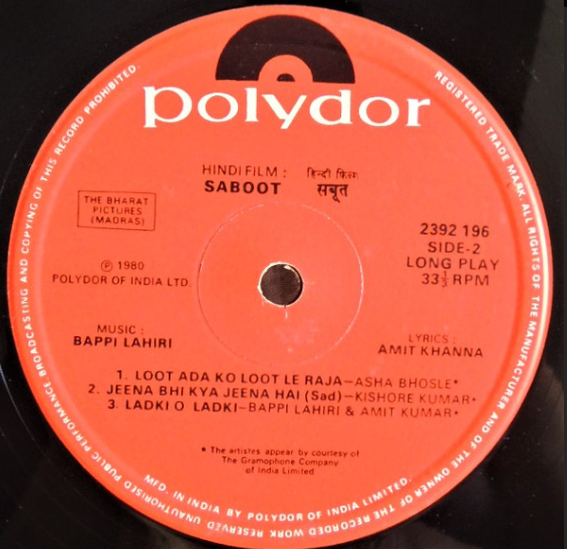 polydor
HINDI FILM : हिन्दी फिल्म:
SABOOT सबूत
THE BHARAT
PICTURES
(MADRAS)
2392 196
SIDE-2
LONG PLAY
33⅓ RPM
Ⓟ 1980
POLYDOR OF INDIA LTD.
MUSIC :
BAPPI LAHIRI
LYRICS :
AMIT KHANNA
1. LOOT ADA KO LOOT LE RAJA—ASHA BHOSLE*
2. JEENA BHI KYA JEENA HAI (Sad)—KISHORE KUMAR*
3. LADKI O LADKI—BAPPI LAHIRI & AMIT KUMAR*
* The artistes appear by courtesy of
The Gramophone Company
of India Limited
REGISTERED TRADE MARK. ALL RIGHTS OF THE MANUFACTURER AND OF THE OWNER OF THE RECORDED WORK RESERVED UNAUTHORISED PUBLIC PERFORMANCE BROADCASTING AND COPYING OF THIS RECORD PROHIBITED.
MFD. IN INDIA BY POLYDOR OF INDIA LIMITED.